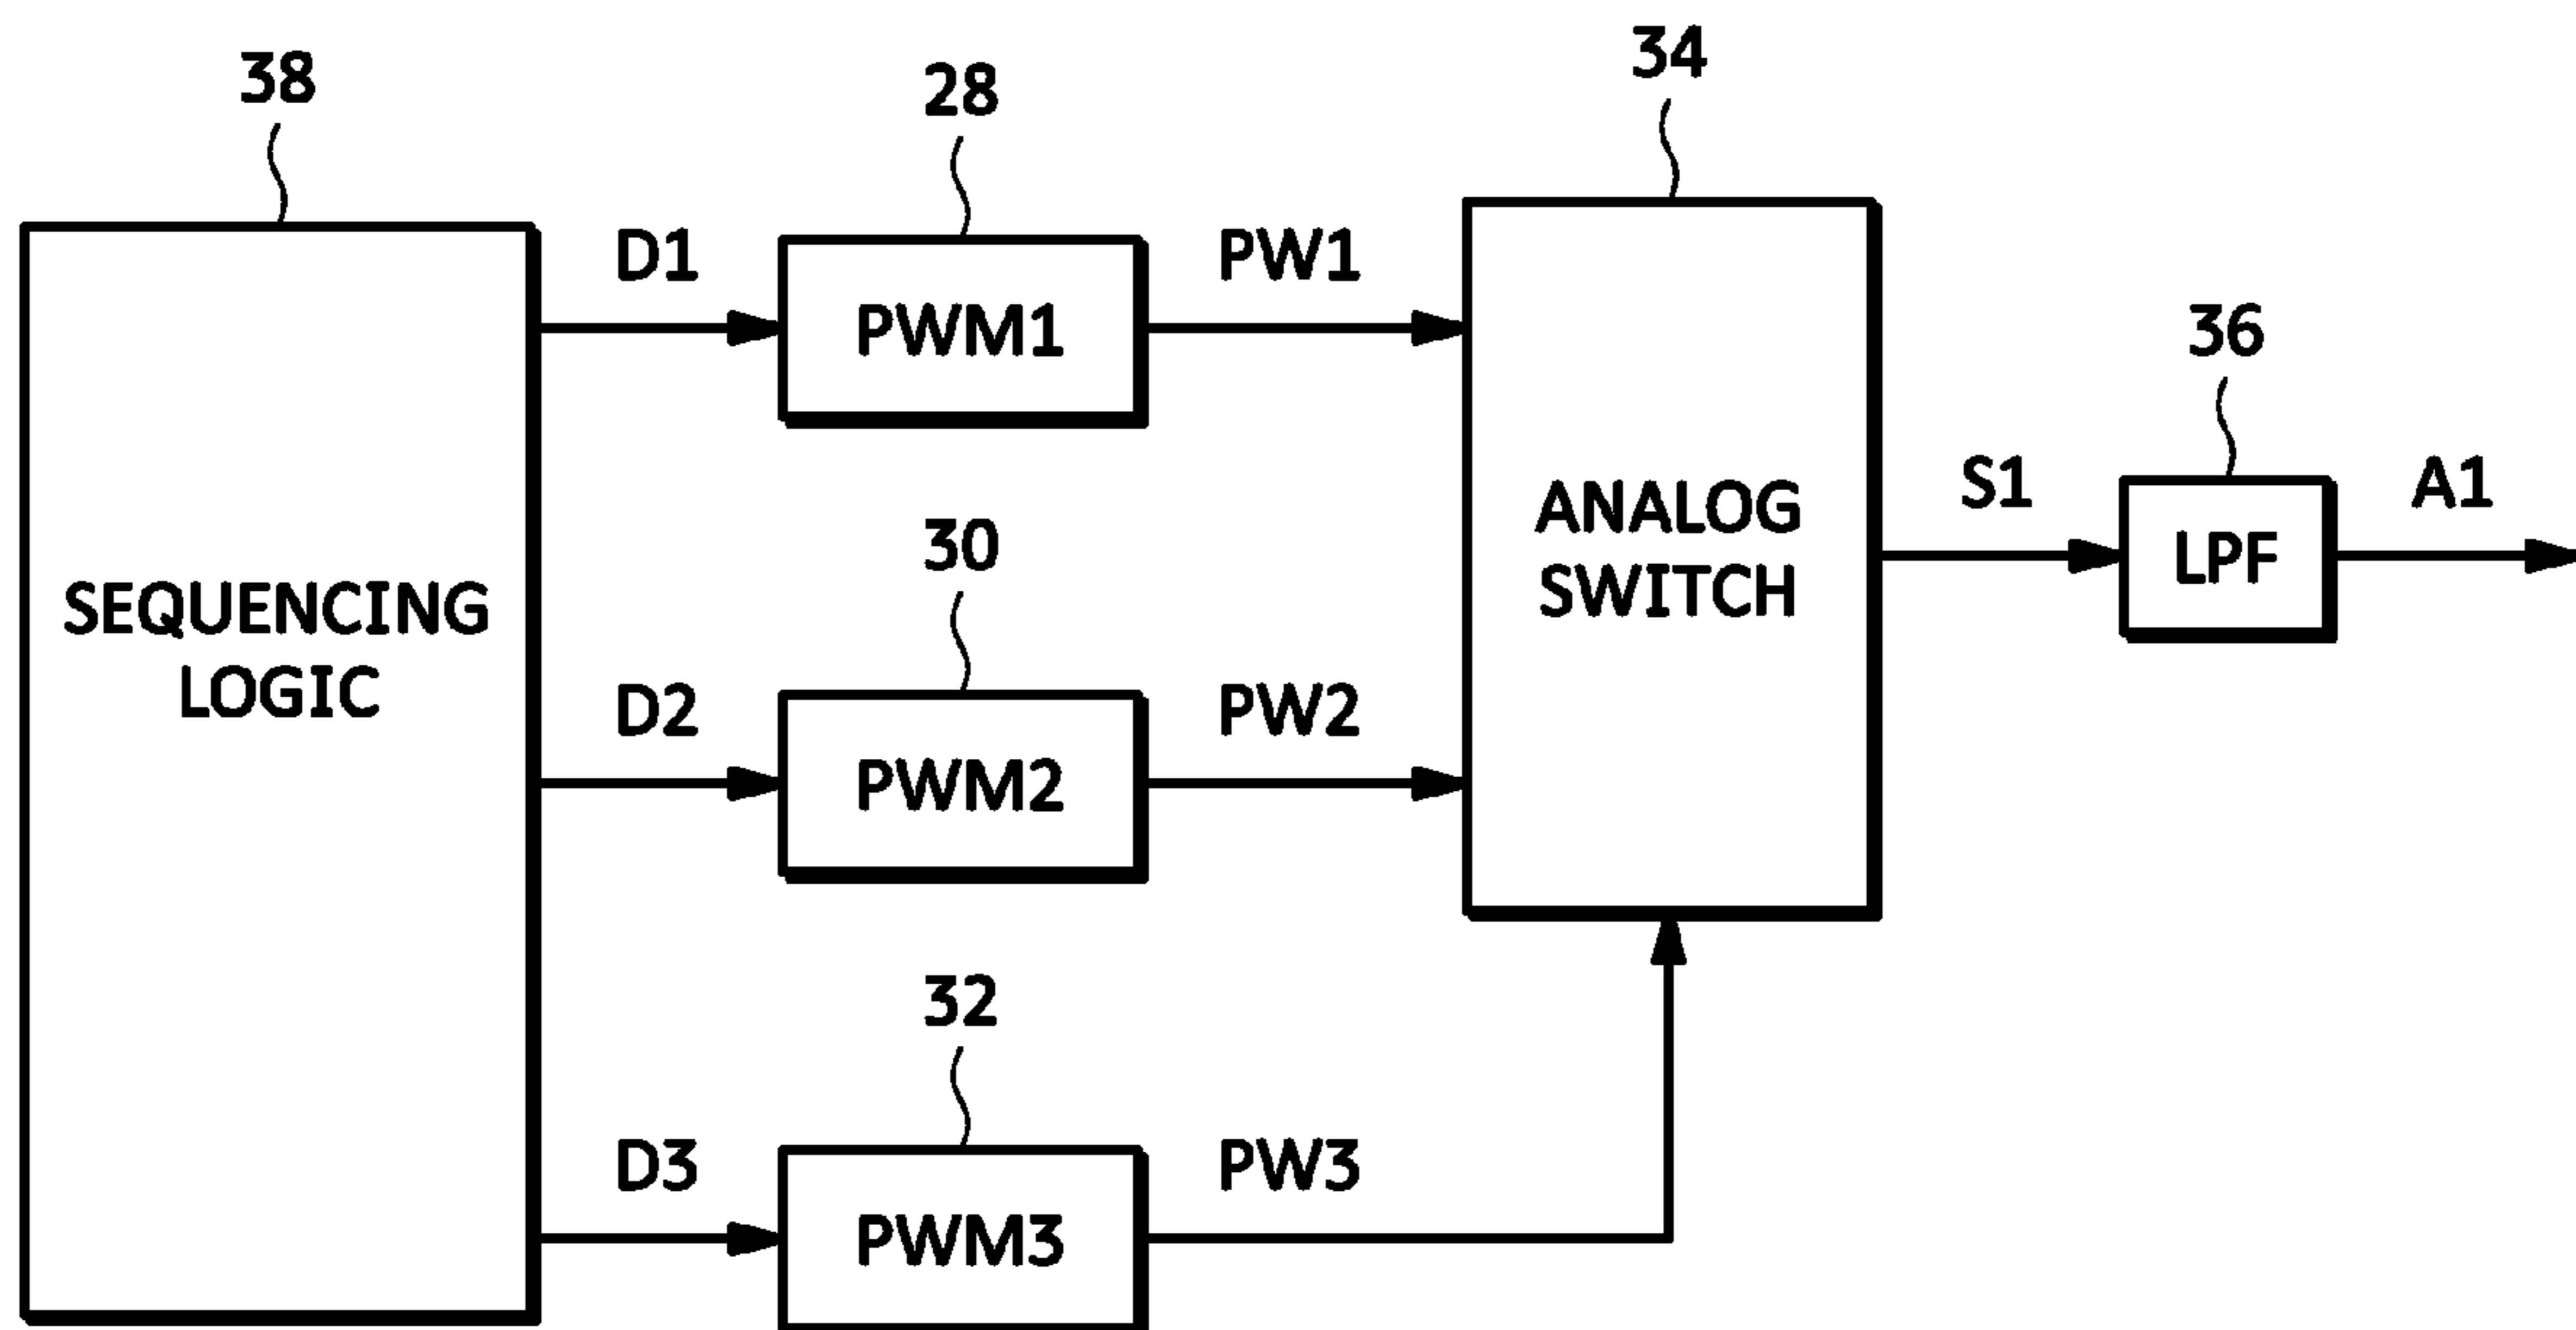 38
28
34
D1
PW1
PWM1
36
S1
A1
ANALOG
SWITCH
LPF
30
SEQUENCING
LOGIC
D2
PW2
PWM2
32
D3
PW3
PWM3